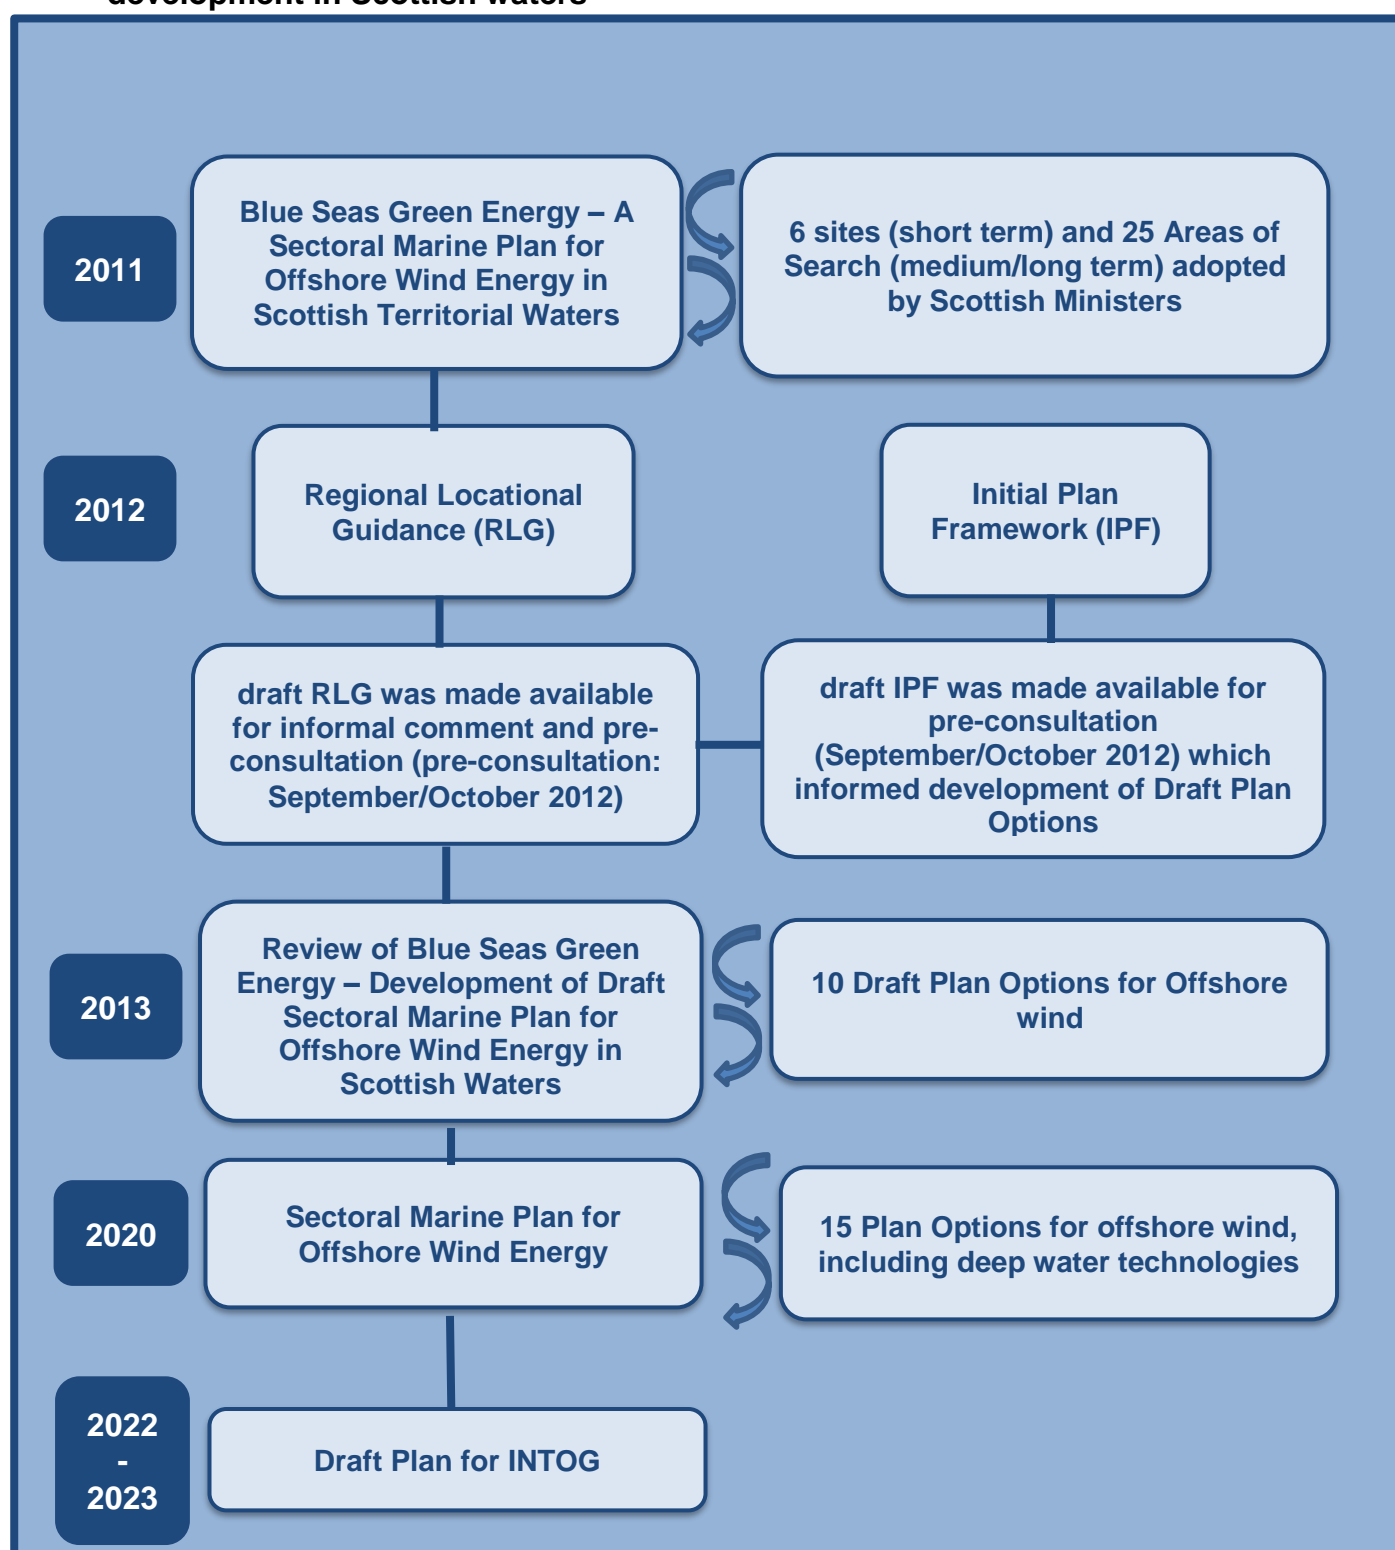 development in Scottish waters
2011
Blue Seas Green Energy – A
Sectoral Marine Plan for
Offshore Wind Energy in
Scottish Territorial Waters
6 sites (short term) and 25 Areas of
Search (medium/long term) adopted
by Scottish Ministers
2012
Regional Locational
Guidance (RLG)
Initial Plan
Framework (IPF)
draft RLG was made available
for informal comment and pre-
consultation (pre-consultation:
September/October 2012)
draft IPF was made available for
pre-consultation
(September/October 2012) which
informed development of Draft Plan
Options
2013
Review of Blue Seas Green
Energy – Development of Draft
Sectoral Marine Plan for
Offshore Wind Energy in
Scottish Waters
10 Draft Plan Options for Offshore
wind
2020
Sectoral Marine Plan for
Offshore Wind Energy
15 Plan Options for offshore wind,
including deep water technologies
2022
-
2023
Draft Plan for INTOG